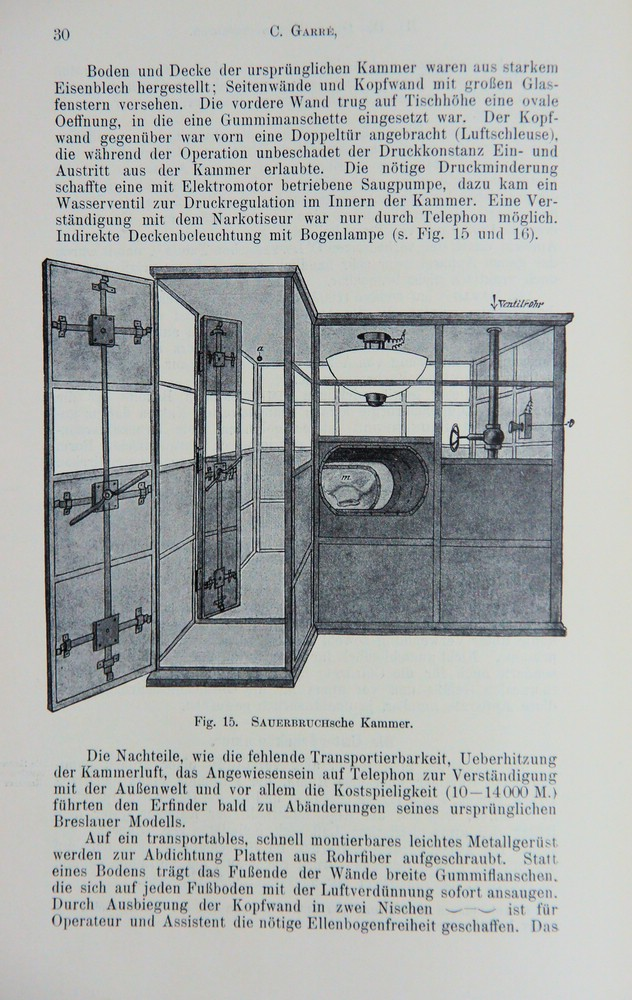 30
C. GARRÈ,
Boden und Decke der ursprünglichen Kammer waren aus starkem
Eisenblech hergestellt; Seitenwände und Kopfwand mit großen Glas-
fenstern versehen. Die vordere Wand trug auf Tischhöhe eine ovale
Oeffnung, in die eine Gummimanschette eingesetzt war. Der Kopf-
wand gegenüber war vorn eine Doppeltür angebracht (Luftschleuse),
die während der Operation unbeschadet der Druckkonstanz Ein- und
Austritt aus der Kammer erlaubte. Die nötige Druckminderung
schaffte eine mit Elektromotor betriebene Saugpumpe, dazu kam ein
Wasserventil zur Druckregulation im Innern der Kammer. Eine Ver-
ständigung mit dem Narkotiseur war nur durch Telephon möglich.
Indirekte Deckenbeleuchtung mit Bogenlampe (s. Fig. 15 und 16).
Ventilrohr
a
m
Fig. 15. SAUERBRUCHsche Kammer.
Die Nachteile, wie die fehlende Transportierbarkeit, Ueberhitzung
der Kammerluft, das Angewiesensein auf Telephon zur Verständigung
mit der Außenwelt und vor allem die Kostspieligkeit (10–14000 M.)
führten den Erfinder bald zu Abänderungen seines ursprünglichen
Breslauer Modells.
Auf ein transportables, schnell montierbares leichtes Metallgerüst
werden zur Abdichtung Platten aus Rohrfiber aufgeschraubt. Statt
eines Bodens trägt das Fußende der Wände breite Gummiflanschen,
die sich auf jeden Fußboden mit der Luftverdünnung sofort ansaugen.
Durch Ausbiegung der Kopfwand in zwei Nischen ist für
Operateur und Assistent die nötige Ellenbogenfreiheit geschaffen. Das